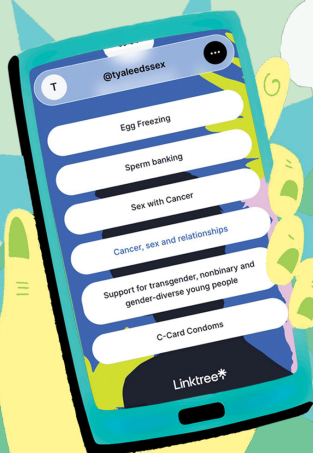 T
@tyaleedssex
Egg Freezing
Sperm banking
Sex with Cancer
Cancer, sex and relationships
Support for transgender, nonbinary and
gender-diverse young people
C-Card Condoms
Linktree*